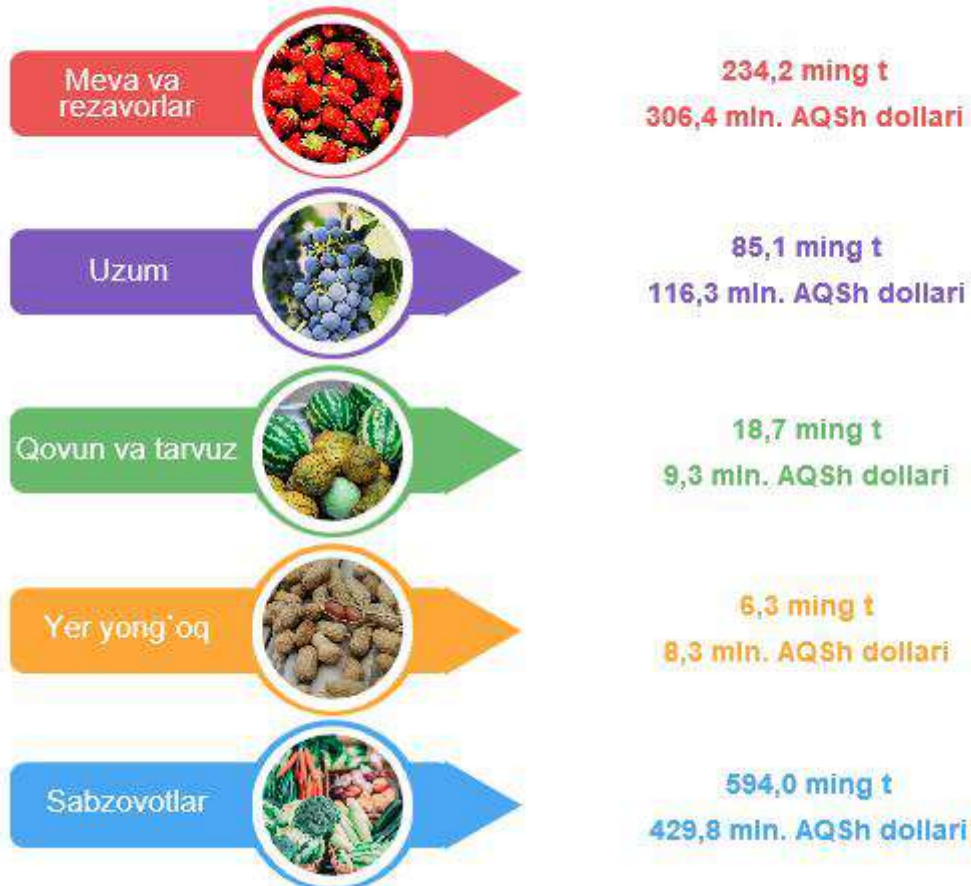 Meva va
rezavorlar
234,2 ming t
306,4 mln. AQSh dollari
Uzum
85,1 ming t
116,3 mln. AQSh dollari
Qovun va tarvuz
18,7 ming t
9,3 mln. AQSh dollari
Yer yong`oq
6,3 ming t
8,3 mln. AQSh dollari
Sabzovotlar
594,0 ming t
429,8 mln. AQSh dollari